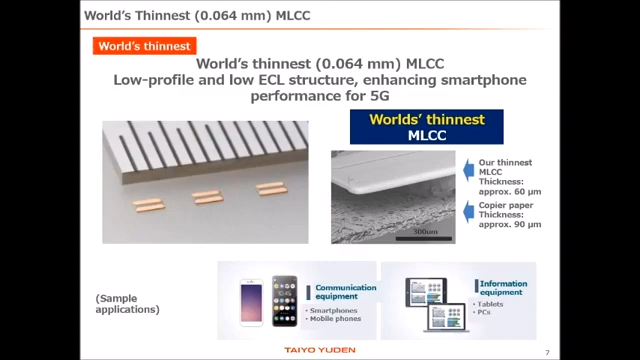 World's Thinnest (0.064 mm) MLCC
World's thinnest
World's thinnest (0.064 mm) MLCC
Low-profile and low ECL structure, enhancing smartphone
performance for 5G
Worlds' thinnest
MLCC
Our thinnest
MLCC
Thickness:
approx. 60 μm
Copier paper
Thickness:
approx. 90 μm
300um
(Sample
applications)
Communication
equipment
• Smartphones
• Mobile phones
Information
equipment
• Tablets
• PCs
TAIYO YUDEN
7